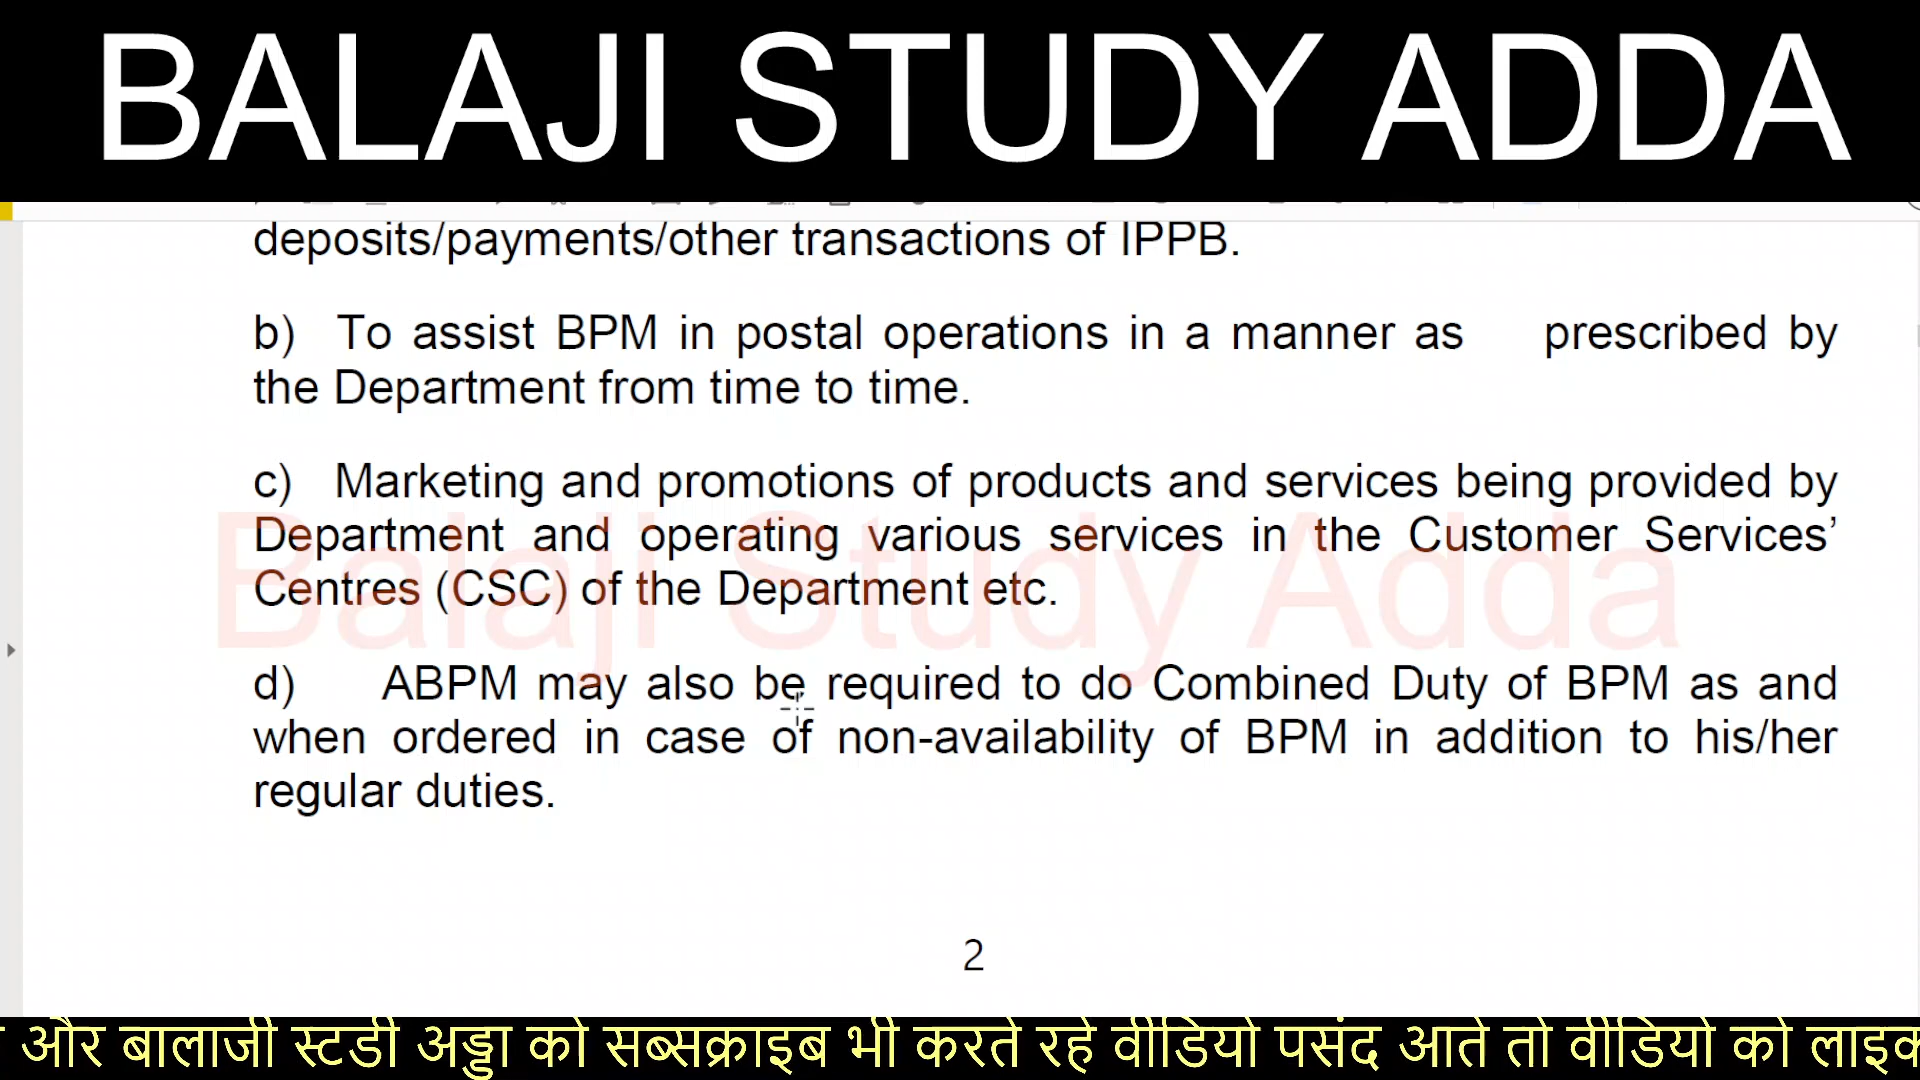 BALAJI STUDY ADDA
deposits/payments/other transactions of IPPB.
b) To assist BPM in postal operations in a manner as prescribed by
the Department from time to time.
c) Marketing and promotions of products and services being provided by
Department and operating various services in the Customer Services’
Centres (CSC) of the Department etc.
Balaji Study Adda
d) ABPM may also be required to do Combined Duty of BPM as and
when ordered in case of non-availability of BPM in addition to his/her
regular duties.
2
और बालाजी स्टडी अड्डा को सब्सक्राइब भी करते रहे वीडियो पसंद आते तो वीडियो को लाइक